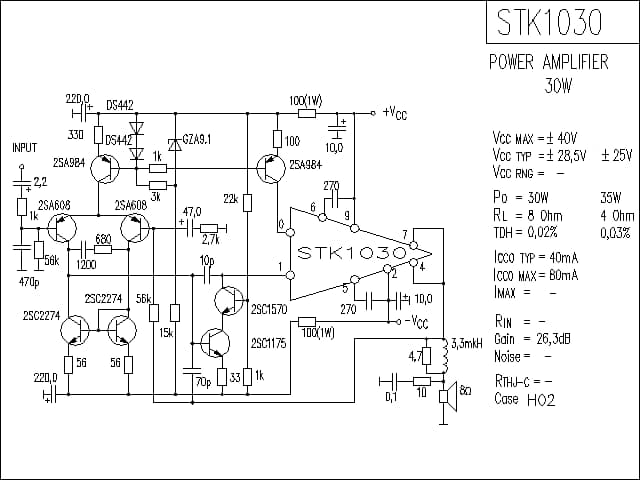 STK1030
POWER AMPLIFIER
30W
220,0
DS442
100(1W)
+Vcc
330
DS442
GZA9.1
100
10,0
INPUT
2SA984
1k
2SA984
2,2
3k
22k
270
1k
2SA608
2SA608
47,0
2,7k
6
9
0
7
56k
680
STK1030
1200
10p
1
2
4
470p
5
10,0
270
2SC2274
2SC2274
56k
15k
2SC1570
100(1W)
-Vcc
2SC1175
3,3mkH
56
56
4,7
220,0
70p
33
1k
0,1
10
8Ω
Vcc MAX = ± 40V
Vcc TYP = ± 28,5V ± 25V
Vcc RNG = -
Po = 30W 35W
RL = 8 Ohm 4 Ohm
TDH = 0,02% 0,03%
Icco TYP = 40mA
Icco MAX = 80mA
IMAX = -
RIN = -
Gain = 26,3dB
Noise = -
RTHJ-C = -
Case HO2